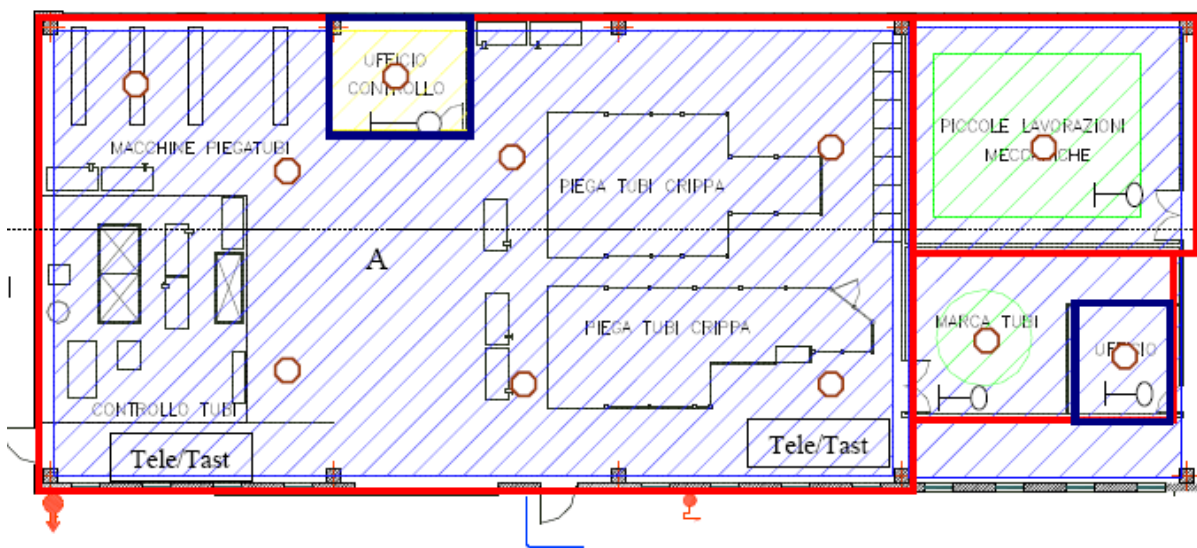 UFFICIO
CONTROLLO
MACCHINE PIEGATUBI
PIEGA TUBI CRIPPA
PICCOLE LAVORAZIONI
MECCANICHE
A
PIEGA TUBI CRIPPA
MARCA TUBI
UFFICIO
CONTROLLO TUBI
Tele/Tast
Tele/Tast